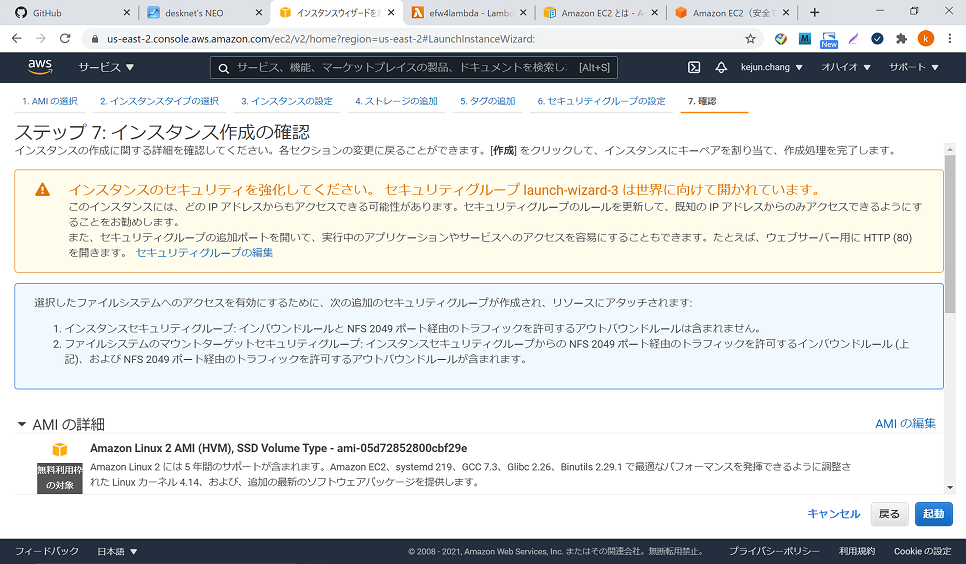 GitHub
desknet's NEO
インスタンスウィザードを
efw4lambda - Lambd
Amazon EC2 とは - A
Amazon EC2（安全で
us-east-2.console.aws.amazon.com/ec2/v2/home?region=us-east-2#LaunchInstanceWizard:
M
New
k
aws
サービス
サービス、機能、マーケットプレイスの製品、ドキュメントを検索し
[Alt+S]
kejun.chang
オハイオ
サポート
1. AMI の選択
2. インスタンスタイプの選択
3. インスタンスの設定
4. ストレージの追加
5. タグの追加
6. セキュリティグループの設定
7. 確認
ステップ 7: インスタンス作成の確認
インスタンスの作成に関する詳細を確認してください。各セクションの変更に戻ることができます。[作成] をクリックして、インスタンスにキーペアを割り当て、作成処理を完了します。
インスタンスのセキュリティを強化してください。 セキュリティグループ launch-wizard-3 は世界に向けて開かれています。
このインスタンスには、どの IP アドレスからもアクセスできる可能性があります。セキュリティグループのルールを更新して、既知の IP アドレスからのみアクセスできるようにす
ることをお勧めします。
また、セキュリティグループの追加ポートを開いて、実行中のアプリケーションやサービスへのアクセスを容易にすることもできます。たとえば、ウェブサーバー用に HTTP (80)
を開きます。 セキュリティグループの編集
選択したファイルシステムへのアクセスを有効にするために、次の追加のセキュリティグループが作成され、リソースにアタッチされます:
1. インスタンスセキュリティグループ: インバウンドルールと NFS 2049 ポート経由のトラフィックを許可するアウトバウンドルールは含まれません。
2. ファイルシステムのマウントターゲットセキュリティグループ: インスタンスセキュリティグループからの NFS 2049 ポート経由のトラフィックを許可するインバウンドルール (上
記)、および NFS 2049 ポート経由のトラフィックを許可するアウトバウンドルールが含まれます。
AMI の詳細
AMI の編集
Amazon Linux 2 AMI (HVM), SSD Volume Type - ami-05d72852800cbf29e
無料利用枠
の対象
Amazon Linux 2 には 5 年間のサポートが含まれます。Amazon EC2、systemd 219、GCC 7.3、Glibc 2.26、Binutils 2.29.1 で最適なパフォーマンスを発揮できるように調整さ
れた Linux カーネル 4.14、および、追加の最新のソフトウェアパッケージを提供します。
キャンセル
戻る
起動
フィードバック
日本語
© 2008 - 2021, Amazon Web Services, Inc. またはその関連会社。無断転用禁止。
プライバシーポリシー
利用規約
Cookie の設定